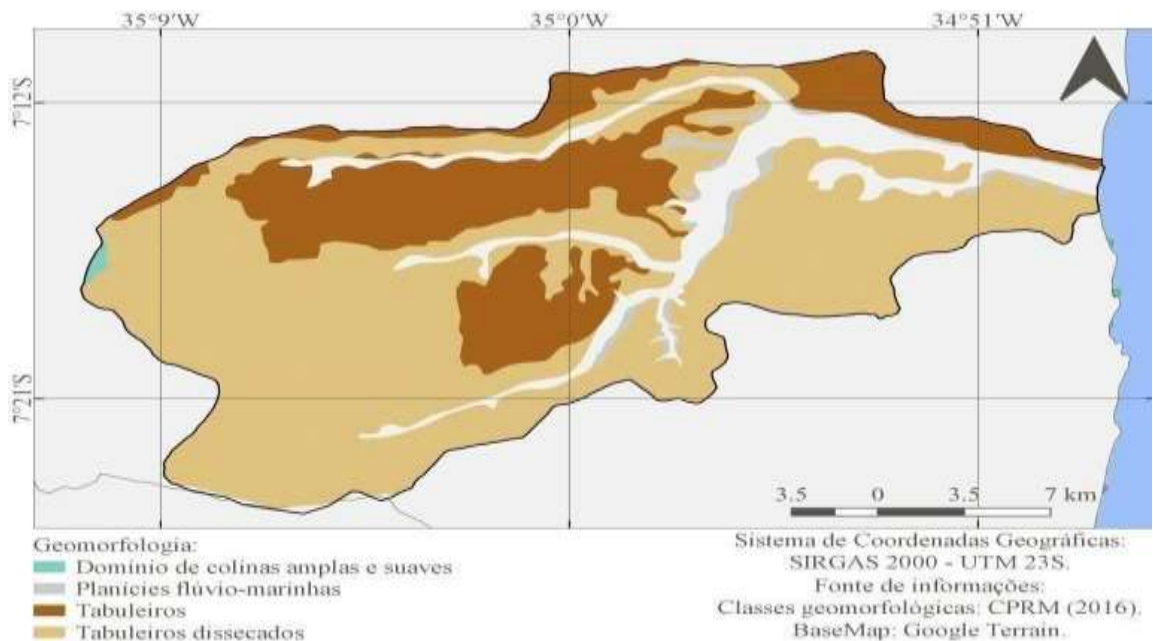 35°9'W 35°0'W 34°51'W
7°12'S
7°21'S
3.5 0 3.5 7 km
Geomorfologia:
Domínio de colinas amplas e suaves
Planícies flúvio-marinhas
Tabuleiros
Tabuleiros dissecados
Sistema de Coordenadas Geográficas:
SIRGAS 2000 - UTM 23S.
Fonte de informações:
Classes geomorfológicas: CPRM (2016).
BaseMap: Google Terrain.